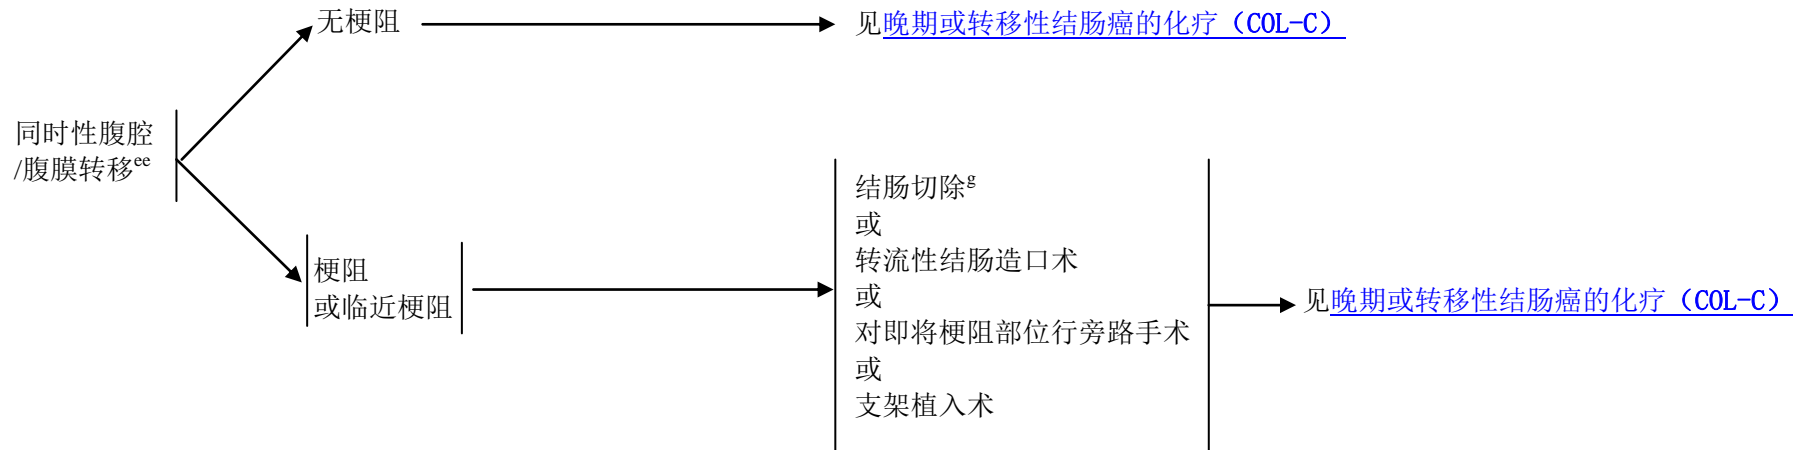 无梗阻
见晚期或转移性结肠癌的化疗（COL-C）
同时性腹腔
/腹膜转移ee
梗阻
或临近梗阻
结肠切除g
或
转流性结肠造口术
或
对即将梗阻部位行旁路手术
或
支架植入术
见晚期或转移性结肠癌的化疗（COL-C）